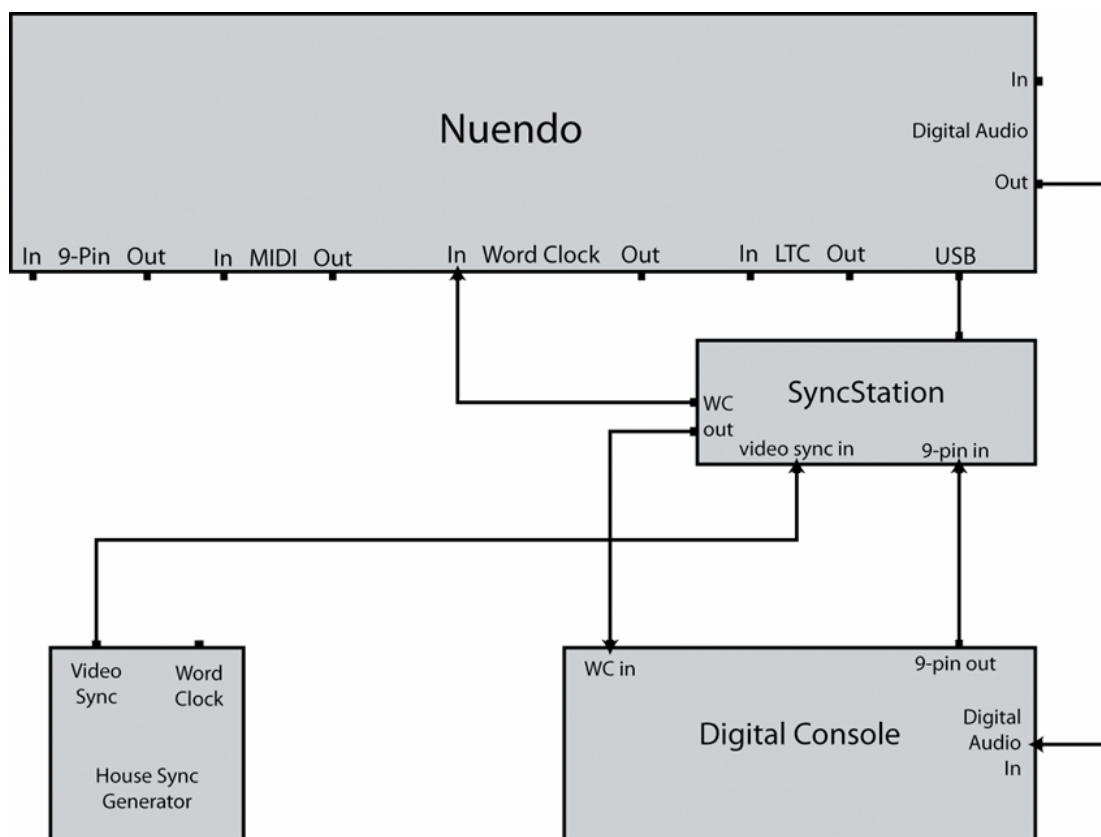 In
Nuendo
Digital Audio
Out
In 9-Pin Out In MIDI Out In Word Clock Out In LTC Out USB
SyncStation
WC
out
video sync in 9-pin in
Video
Sync
Word
Clock
House Sync
Generator
WC in 9-pin out
Digital Console
Digital
Audio
In